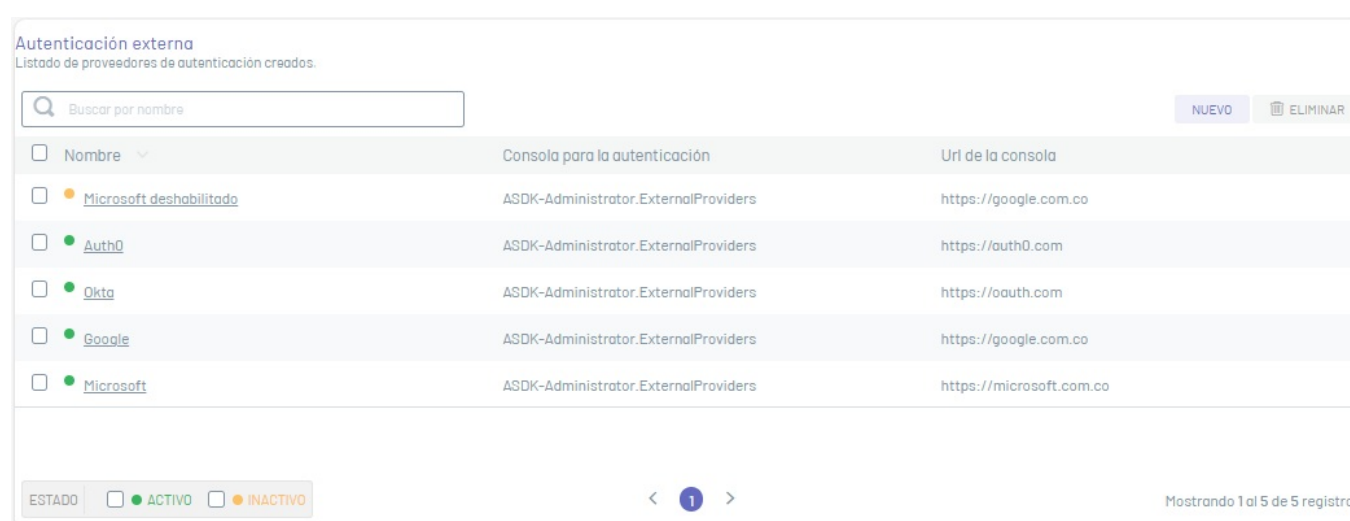 Autenticación externa
Listado de proveedores de autenticación creados.
Buscar por nombre
NUEVO ELIMINAR
Nombre Consola para la autenticación Url de la consola
Microsoft deshabilitado ASDK-Administrator.ExternalProviders https://google.com.co
Auth0 ASDK-Administrator.ExternalProviders https://auth0.com
Okta ASDK-Administrator.ExternalProviders https://oauth.com
Google ASDK-Administrator.ExternalProviders https://google.com.co
Microsoft ASDK-Administrator.ExternalProviders https://microsoft.com.co
ESTADO ACTIVO INACTIVO < 1 > Mostrando 1 al 5 de 5 registro